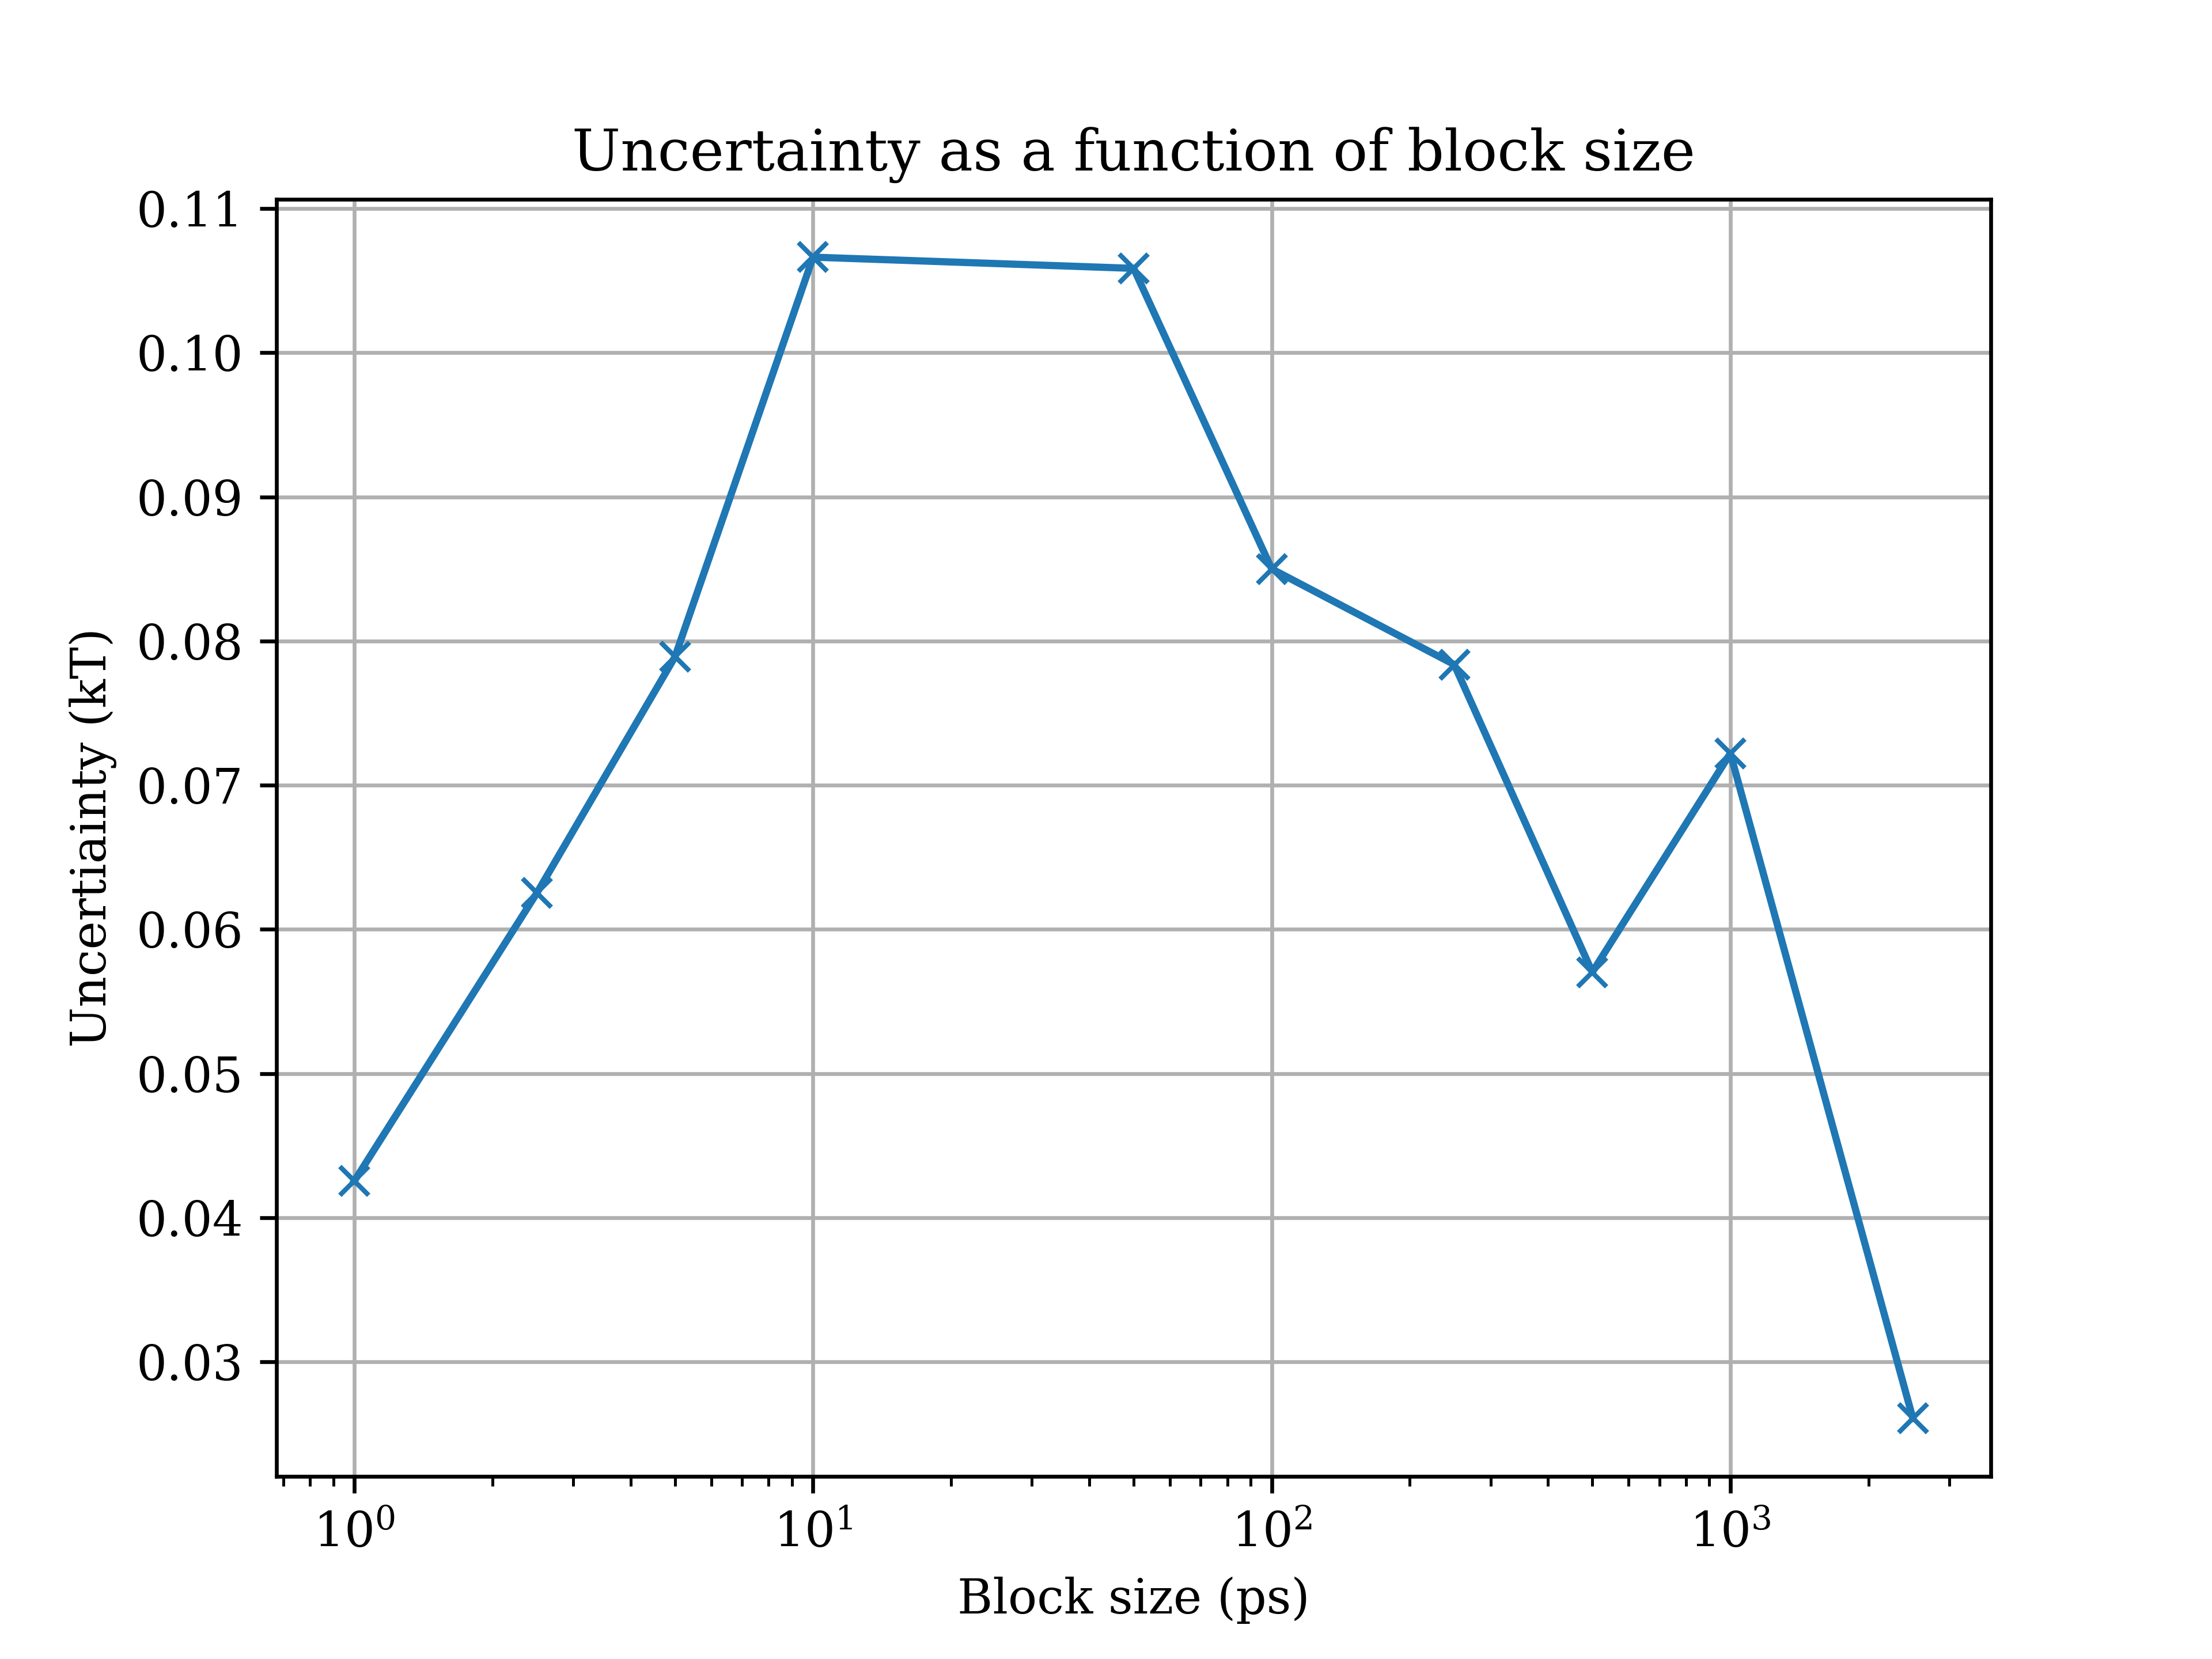 Uncertainty as a function of block size
0.11
0.10
0.09
0.08
0.07
0.06
0.05
0.04
0.03
Uncertiainty (kT)
10⁰ 10¹ 10² 10³
Block size (ps)